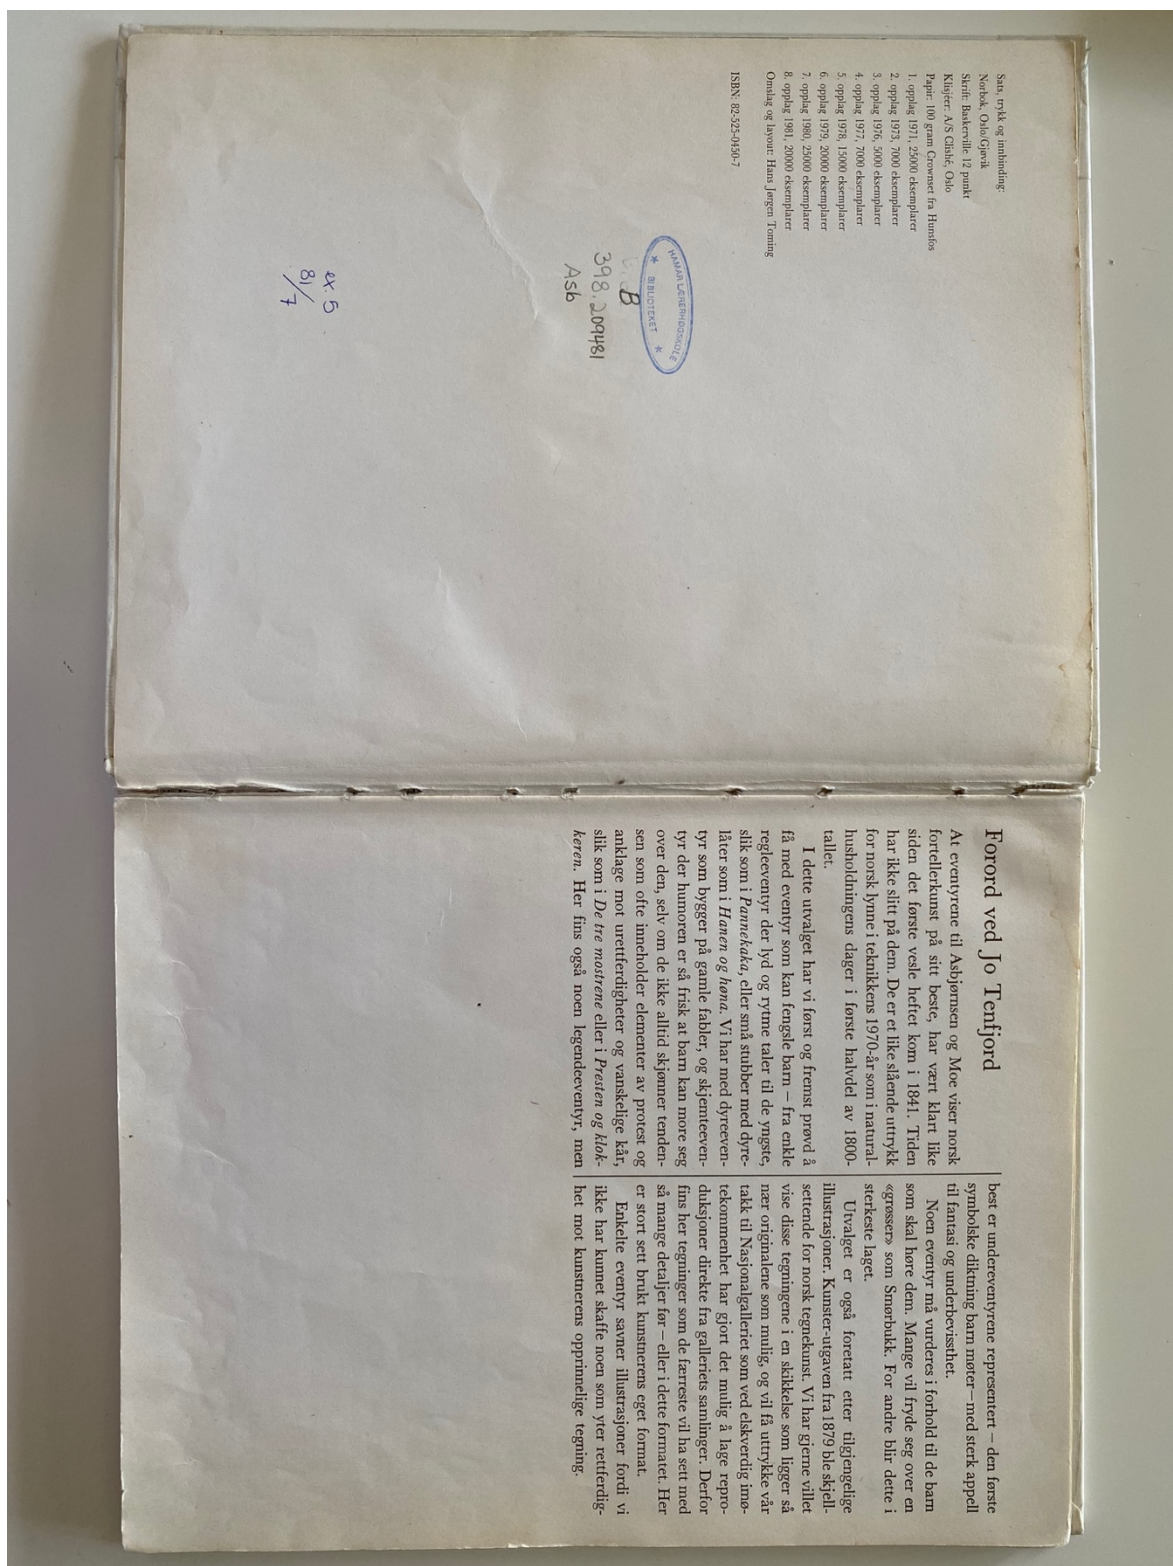 Sats, trykk og innbinding:
Norbok, Oslo/Gjøvik
Skrift: Baskerville 12 punkt
Klisjéer: A/S Clishé, Oslo
Papir: 100 gram Crownset fra Hunsfos
1. opplag 1971, 25000 eksemplarer
2. opplag 1973, 7000 eksemplarer
3. opplag 1976, 5000 eksemplarer
4. opplag 1977, 7000 eksemplarer
5. opplag 1978, 15000 eksemplarer
6. opplag 1979, 20000 eksemplarer
7. opplag 1980, 25000 eksemplarer
8. opplag 1981, 20000 eksemplarer
Omslag og layout: Hans Jørgen Toming
ISBN: 82-525-0450-7
HAMAR LÆRERHØGSKOLE
* BIBLIOTEKET *
B
398.209481
Asb
ex. 5
81/7
Forord ved Jo Tenfjord
At eventyrene til Asbjørnsen og Moe viser norsk
fortellerkunst på sitt beste, har vært klart like
siden det første vesle heftet kom i 1841. Tiden
har ikke slitt på dem. De er et like slående uttrykk
for norsk lynne i teknikkens 1970-år som i natural-
husholdningens dager i første halvdel av 1800-
tallet.
I dette utvalget har vi først og fremst prøvd å
få med eventyr som kan fengsle barn – fra enkle
regleeventyr der lyd og rytme taler til de yngste,
slik som i Pannekaka, eller små stubber med dyre-
låter som i Hanen og høna. Vi har med dyreeven-
tyr som bygger på gamle fabler, og skjemteeven-
tyr der humoren er så frisk at barn kan more seg
over den, selv om de ikke alltid skjønner tenden-
sen som ofte inneholder elementer av protest og
anklage mot urettferdigheter og vanskelige kår,
slik som i De tre mostrene eller i Presten og klok-
keren. Her fins også noen legendeeventyr, men
best er undereventyrene representert – den første
symbolske diktning barn møter – med sterk appell
til fantasi og underbevissthet.
Noen eventyr må vurderes i forhold til de barn
som skal høre dem. Mange vil fryde seg over en
«grøsser» som Smørbukk. For andre blir dette i
sterkeste laget.
Utvalget er også foretatt etter tilgjengelige
illustrasjoner. Kunster-utgaven fra 1879 ble skjell-
settende for norsk tegnekunst. Vi har gjerne villet
vise disse tegningene i en skikkelse som ligger så
nær originalene som mulig, og vil få uttrykke vår
takk til Nasjonalgalleriet som ved elskverdig imø-
tekommenhet har gjort det mulig å lage repro-
duksjoner direkte fra galleriets samlinger. Derfor
fins her tegninger som de færreste vil ha sett med
så mange detaljer før – eller i dette formatet. Her
er stort sett brukt kunstnerens eget format.
Enkelte eventyr savner illustrasjoner fordi vi
ikke har kunnet skaffe noen som yter rettferdig-
het mot kunstnerens opprinnelige tegning.